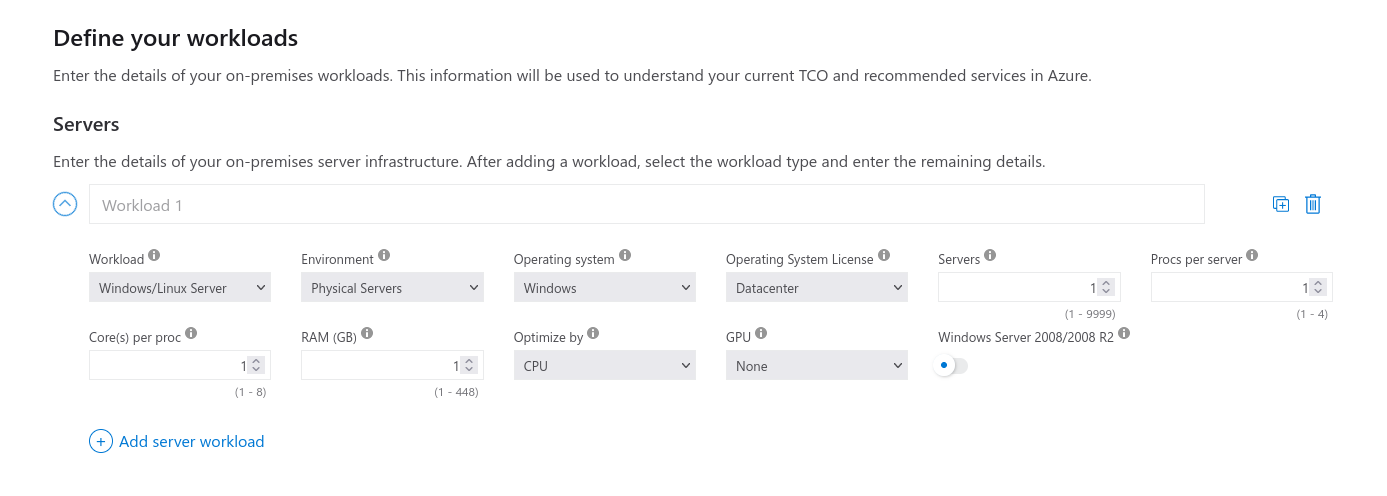 Define your workloads
Enter the details of your on-premises workloads. This information will be used to understand your current TCO and recommended services in Azure.
Servers
Enter the details of your on-premises server infrastructure. After adding a workload, select the workload type and enter the remaining details.
Workload 1
Workload Environment Operating system Operating System License Servers Procs per server
Windows/Linux Server Physical Servers Windows Datacenter 1 1
(1 - 9999) (1 - 4)
Core(s) per proc RAM (GB) Optimize by GPU Windows Server 2008/2008 R2
1 1 CPU None
(1 - 8) (1 - 448)
Add server workload